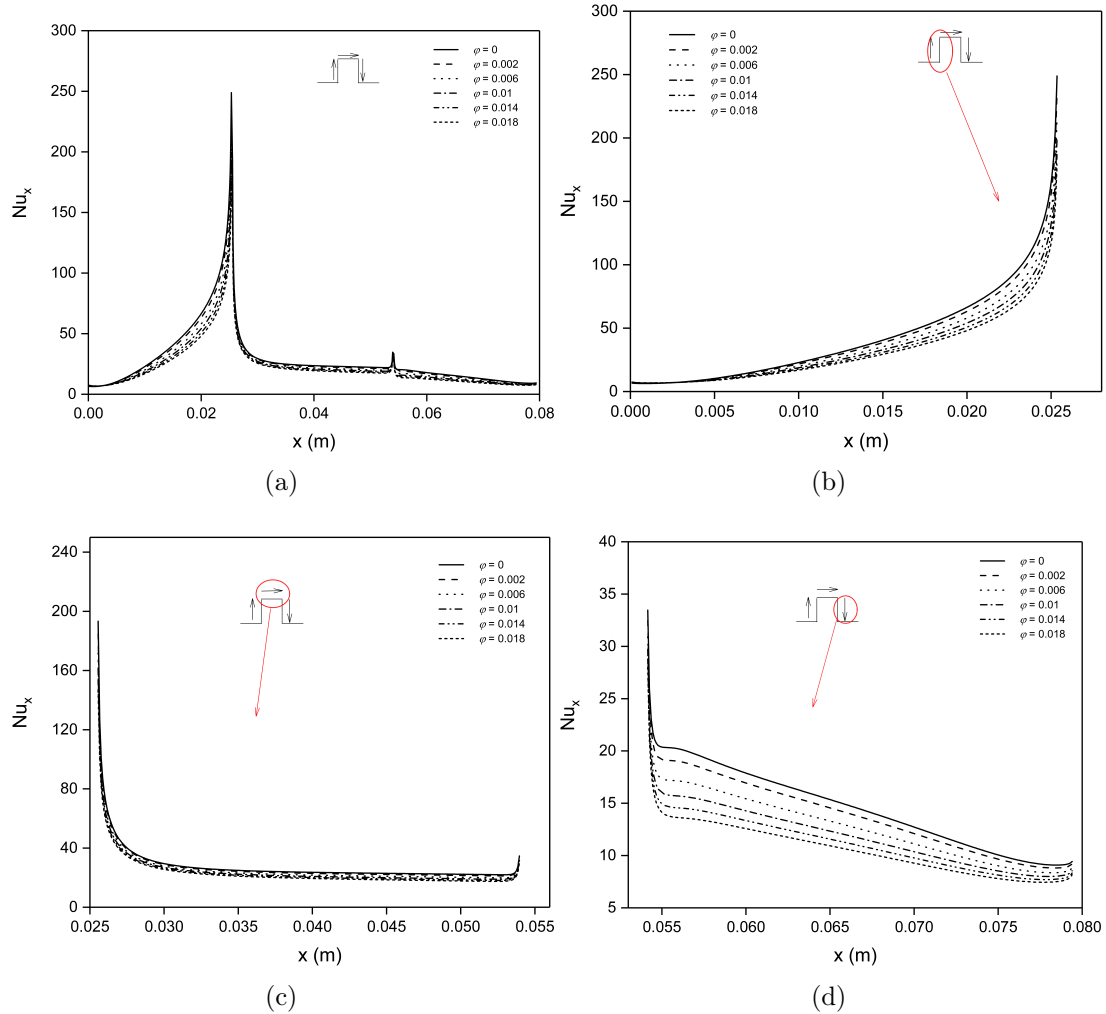 300
250
200
150
100
50
0
Nuₓ
0.00
0.02
0.04
0.06
0.08
x (m)
φ = 0
φ = 0.002
φ = 0.006
φ = 0.01
φ = 0.014
φ = 0.018
(a)
300
250
200
150
100
50
0
Nuₓ
0.000
0.005
0.010
0.015
0.020
0.025
x (m)
φ = 0
φ = 0.002
φ = 0.006
φ = 0.01
φ = 0.014
φ = 0.018
(b)
240
200
160
120
80
40
0
Nuₓ
0.025
0.030
0.035
0.040
0.045
0.050
0.055
x (m)
φ = 0
φ = 0.002
φ = 0.006
φ = 0.01
φ = 0.014
φ = 0.018
(c)
40
35
30
25
20
15
10
5
Nuₓ
0.055
0.060
0.065
0.070
0.075
0.080
x (m)
φ = 0
φ = 0.002
φ = 0.006
φ = 0.01
φ = 0.014
φ = 0.018
(d)